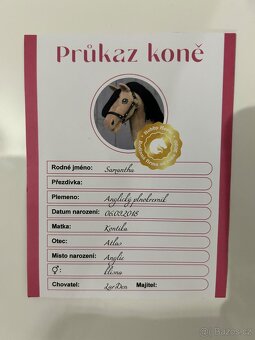 Průkaz koně
Rodné jméno: Samantha
Přezdívka:
Plemeno: Anglický plnokrevník
Datum narození: 06.03.2018
Matka: Kontika
Otec: Atlas
Místo narození: Anglie
⚥: Klisna
Chovatel: LarDen Majitel: